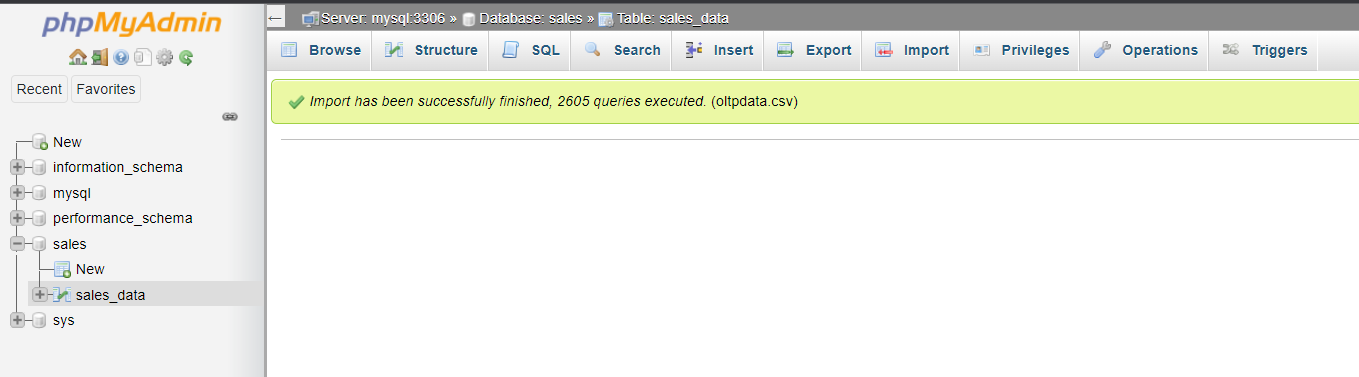 phpMyAdmin
Recent Favorites
New
information_schema
mysql
performance_schema
sales
New
sales_data
sys
Server: mysql:3306 » Database: sales » Table: sales_data
Browse Structure SQL Search Insert Export Import Privileges Operations Triggers
Import has been successfully finished, 2605 queries executed. (oltpdata.csv)